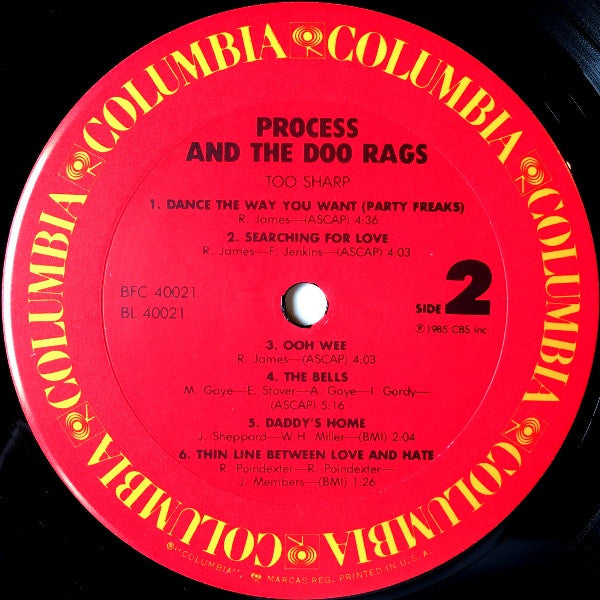 COLUMBIA COLUMBIA COLUMBIA COLUMBIA COLUMBIA COLUMBIA
PROCESS
AND THE DOO RAGS
TOO SHARP
1. DANCE THE WAY YOU WANT (PARTY FREAKS)
R. James—(ASCAP) 4:36
2. SEARCHING FOR LOVE
R. James—F. Jenkins—(ASCAP) 4:03
BFC 40021
BL 40021
SIDE 2
℗ 1985 CBS Inc.
3. OOH WEE
R. James—(ASCAP) 4:03
4. THE BELLS
M. Gaye—E. Stover—A. Gaye—I. Gordy—
(ASCAP) 5:16
5. DADDY'S HOME
J. Sheppard—W.H. Miller—(BMI) 2:04
6. THIN LINE BETWEEN LOVE AND HATE
R. Poindexter—R. Poindexter—
J. Members—(BMI) 1:26
®"COLUMBIA", MARCAS REG. PRINTED IN U.S.A.